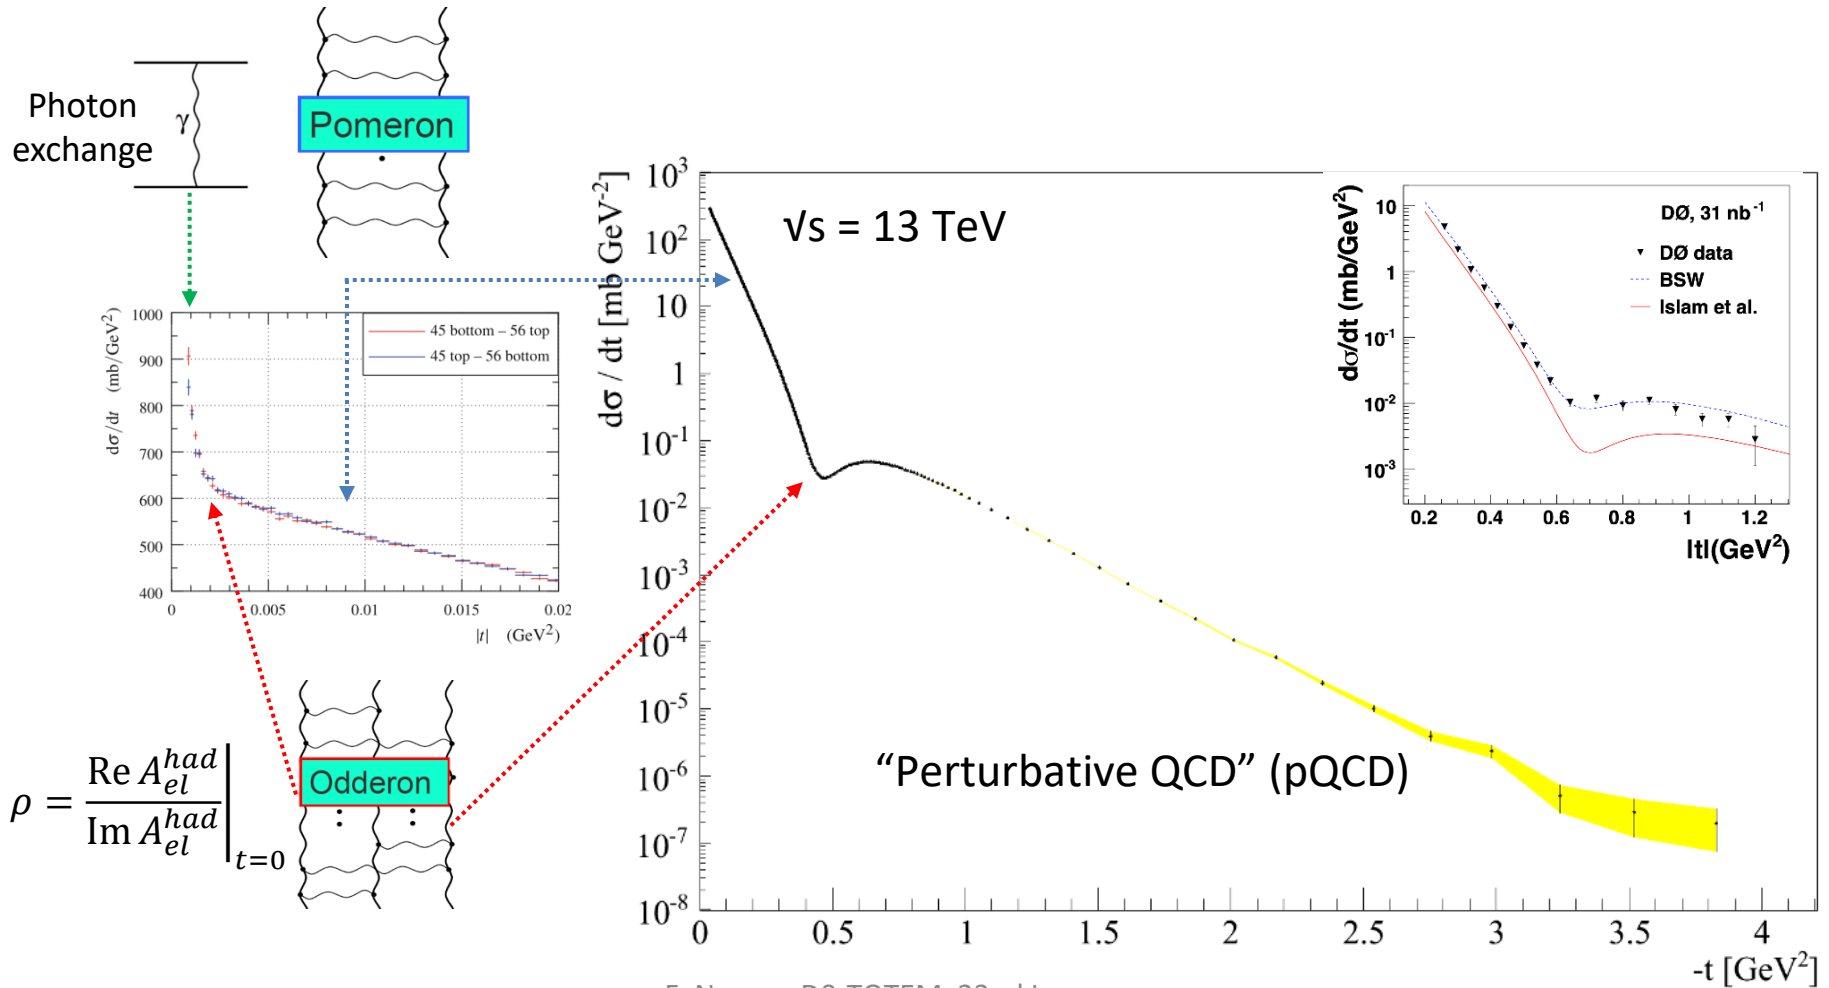 Photon
exchange
γ
Pomeron
1000
900
800
700
600
500
400
dσ/dt (mb/GeV²)
45 bottom – 56 top
45 top – 56 bottom
0
0.005
0.01
0.015
0.02
|t| (GeV²)
ρ = Re A_el^had / Im A_el^had |_{t=0}
Odderon
dσ / dt [mb GeV⁻²]
10³
10²
10
1
10⁻¹
10⁻²
10⁻³
10⁻⁴
10⁻⁵
10⁻⁶
10⁻⁷
10⁻⁸
√s = 13 TeV
“Perturbative QCD” (pQCD)
0
0.5
1
1.5
2
2.5
3
3.5
4
-t [GeV²]
dσ/dt (mb/GeV²)
10
1
10⁻¹
10⁻²
10⁻³
DØ, 31 nb⁻¹
DØ data
BSW
Islam et al.
0.2
0.4
0.6
0.8
1
1.2
|t|(GeV²)